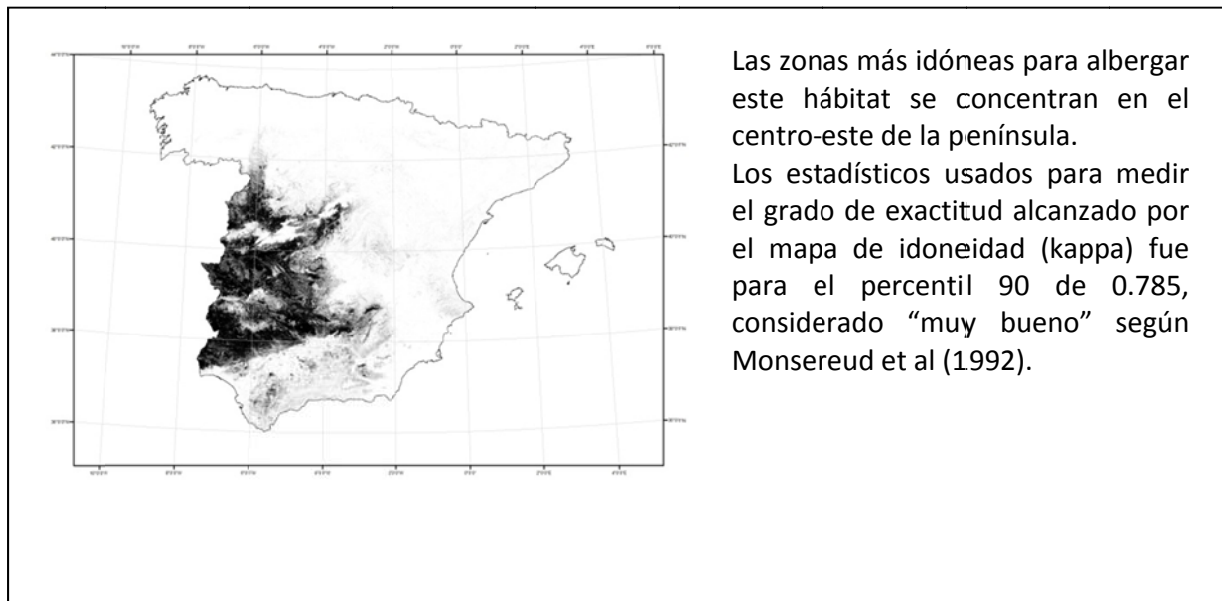 Las zonas más idóneas para albergar
este hábitat se concentran en el
centro-este de la península.
Los estadísticos usados para medir
el grado de exactitud alcanzado por
el mapa de idoneidad (kappa) fue
para el percentil 90 de 0.785,
considerado “muy bueno” según
Monsereud et al (1992).